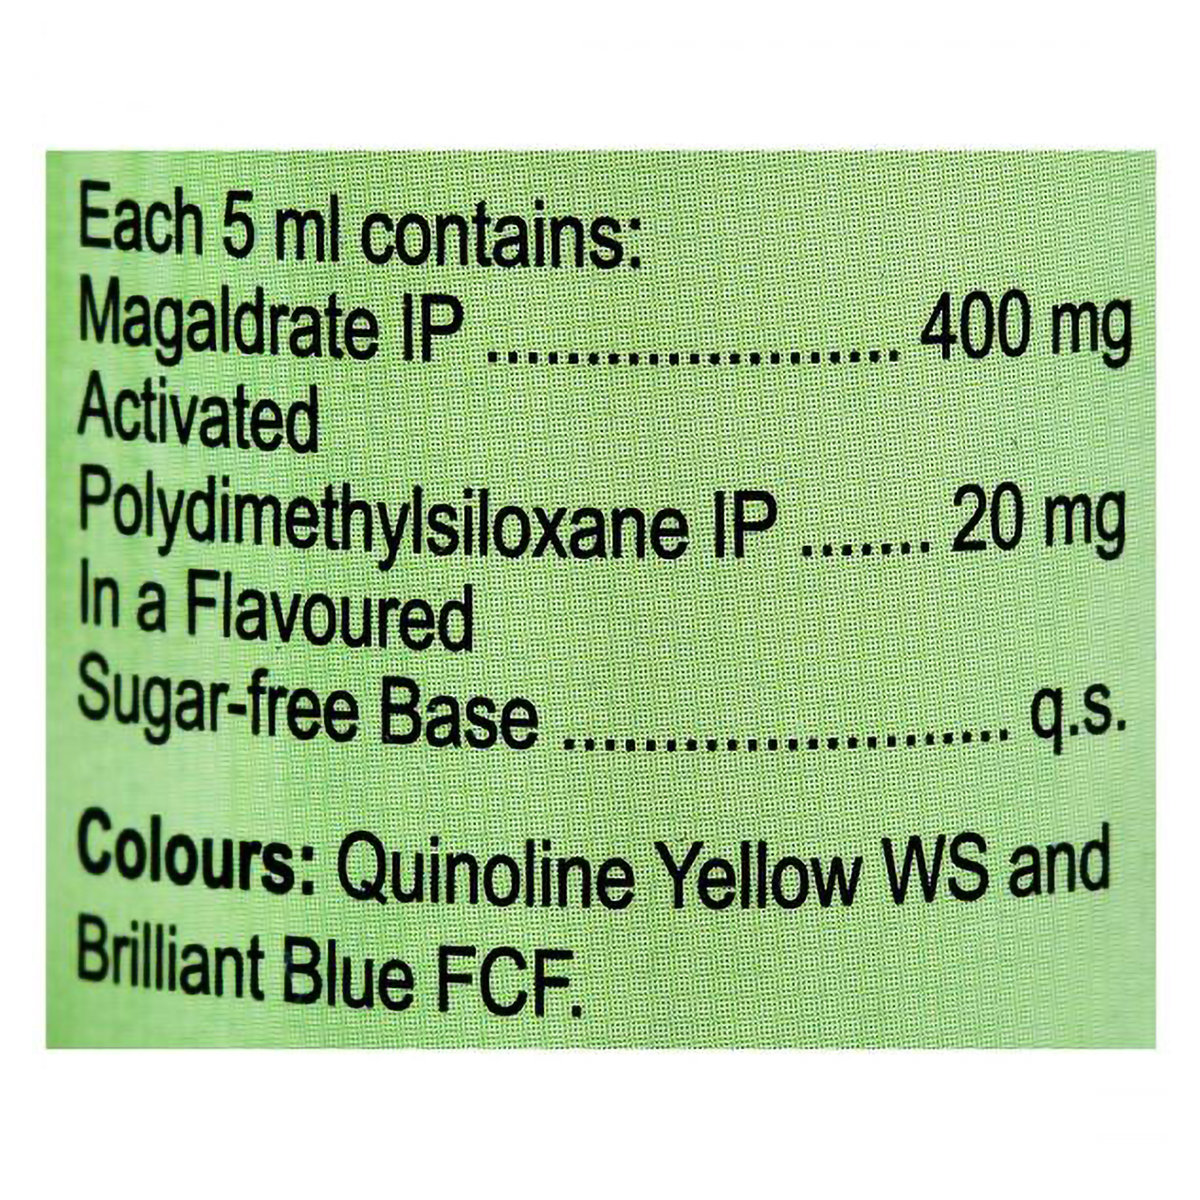 Each 5 ml contains:
Magaldrate IP ..................... 400 mg
Activated
Polydimethylsiloxane IP ....... 20 mg
In a Flavoured
Sugar-free Base ....................... q.s.
Colours: Quinoline Yellow WS and
Brilliant Blue FCF.